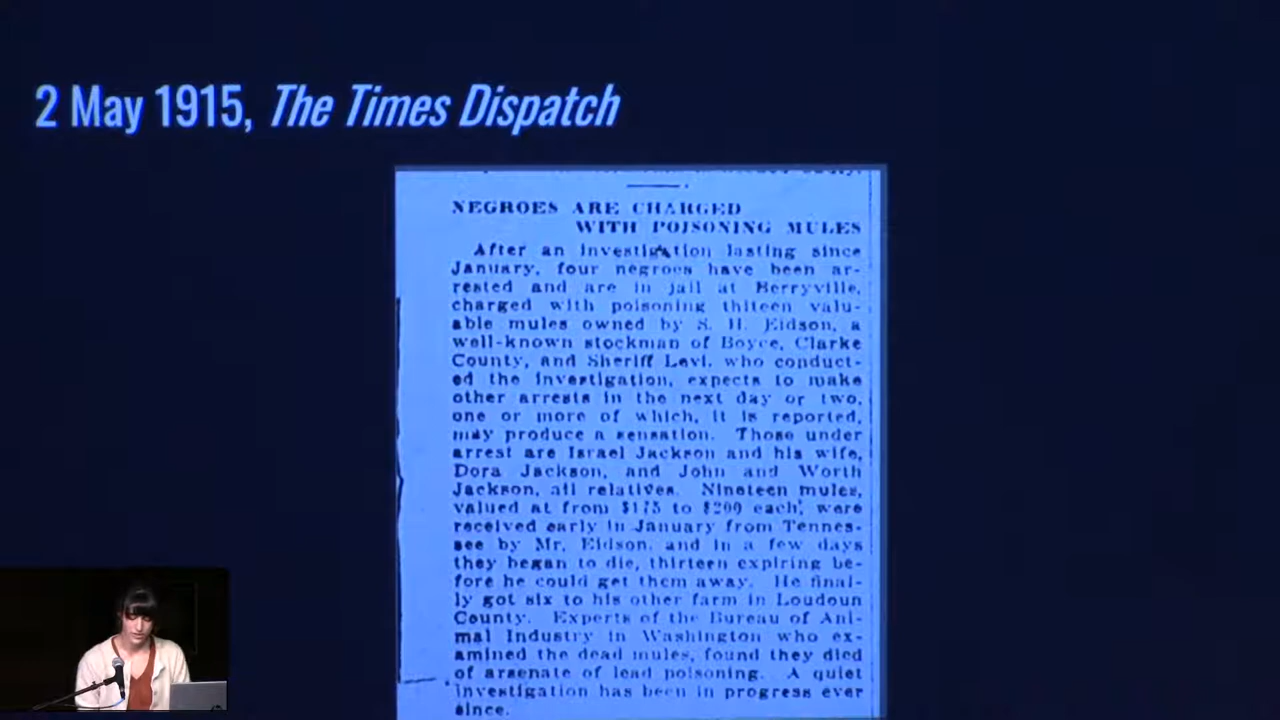 2 May 1915, The Times Dispatch
NEGROES ARE CHARGED
WITH POISONING MULES
After an investigation lasting since
January, four negroes have been ar-
rested and are in jail at Berryville,
charged with poisoning thiteen valu-
able mules owned by S. H. Eidson, a
well-known stockman of Boyce, Clarke
County, and Sheriff Levi, who conduct-
ed the investigation, expects to make
other arrests in the next day or two,
one or more of which, it is reported,
may produce a sensation. Those under
arrest are Israel Jackson and his wife,
Dora Jackson, and John and Worth
Jackson, all relatives. Nineteen mules,
valued at from $175 to $200 each, were
received early in January from Tennes-
see by Mr. Eidson, and in a few days
they began to die, thirteen expiring be-
fore he could get them away. He final-
ly got six to his other farm in Loudoun
County. Experts of the Bureau of Ani-
mal Industry in Washington who ex-
amined the dead mules, found they died
of arsenate of lead poisoning. A quiet
investigation has been in progress ever
since.